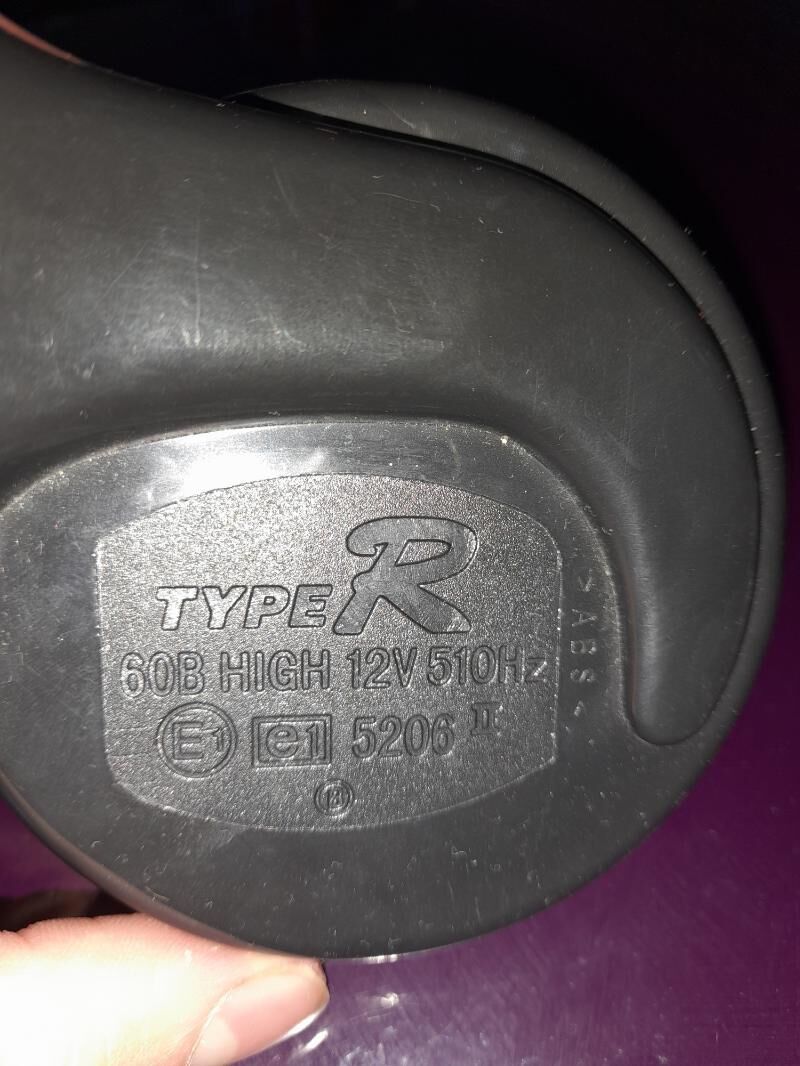 TYPE R
60B HIGH 12V 510Hz
E1 e1 5206 II
>ABS<